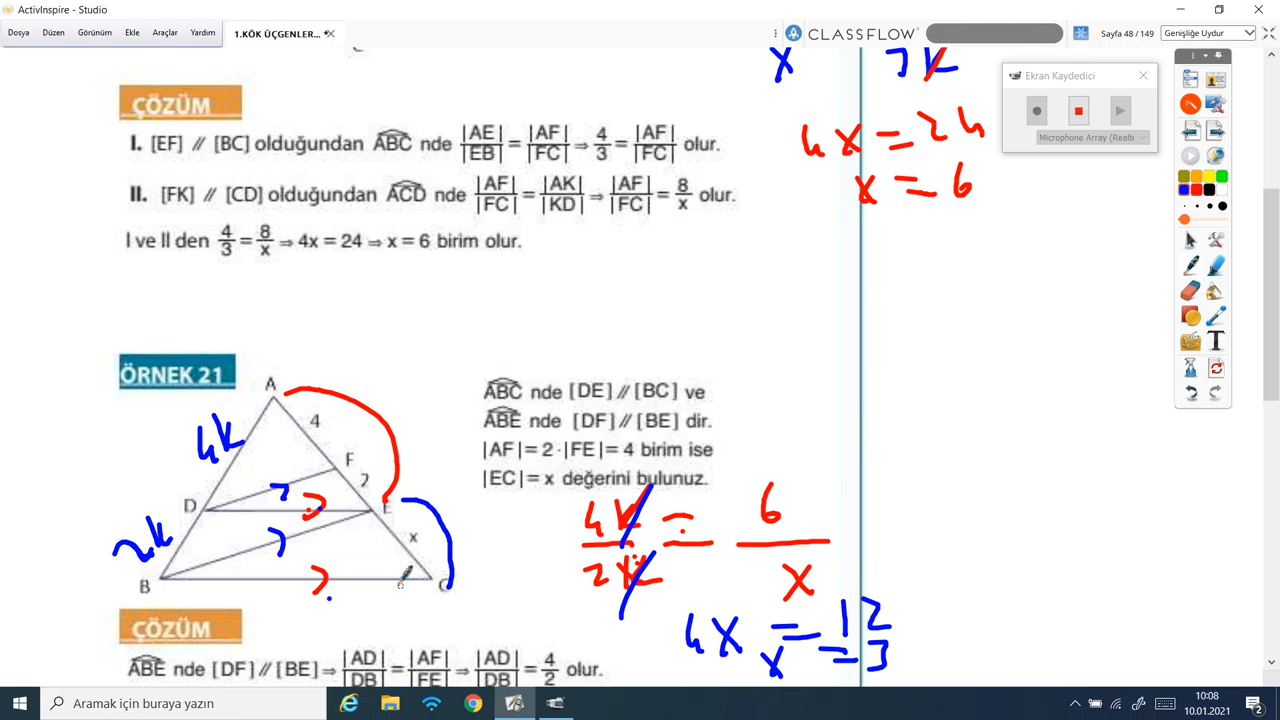 ActivInspire - Studio
Dosya Düzen Görünüm Ekle Araçlar Yardım
1.KÖK ÜÇGENLER...
CLASSFLOW
Sayfa 48 / 149
Genişliğe Uydur
x 7k
Ekran Kaydedici
Microphone Array (Realt
4x = 24
x = 6
ÇÖZÜM
I. [EF] // [BC] olduğundan ABC nde |AE|/|EB| = |AF|/|FC| ⇒ 4/3 = |AF|/|FC| olur.
II. [FK] // [CD] olduğundan ACD nde |AF|/|FC| = |AK|/|KD| ⇒ |AF|/|FC| = 8/x olur.
I ve II den 4/3 = 8/x ⇒ 4x = 24 ⇒ x = 6 birim olur.
ÖRNEK 21
A
4
4k
F
2
D
E
2k
x
B
C
ABC nde [DE] // [BC] ve
ABE nde [DF] // [BE] dir.
|AF| = 2 · |FE| = 4 birim ise
|EC| = x değerini bulunuz.
4k/2k = 6/x
4x = 12
x = 3
ÇÖZÜM
ABE nde [DF] // [BE] ⇒ |AD|/|DB| = |AF|/|FE| ⇒ |AD|/|DB| = 4/2 olur.
Aramak için buraya yazın
10:08
10.01.2021
2